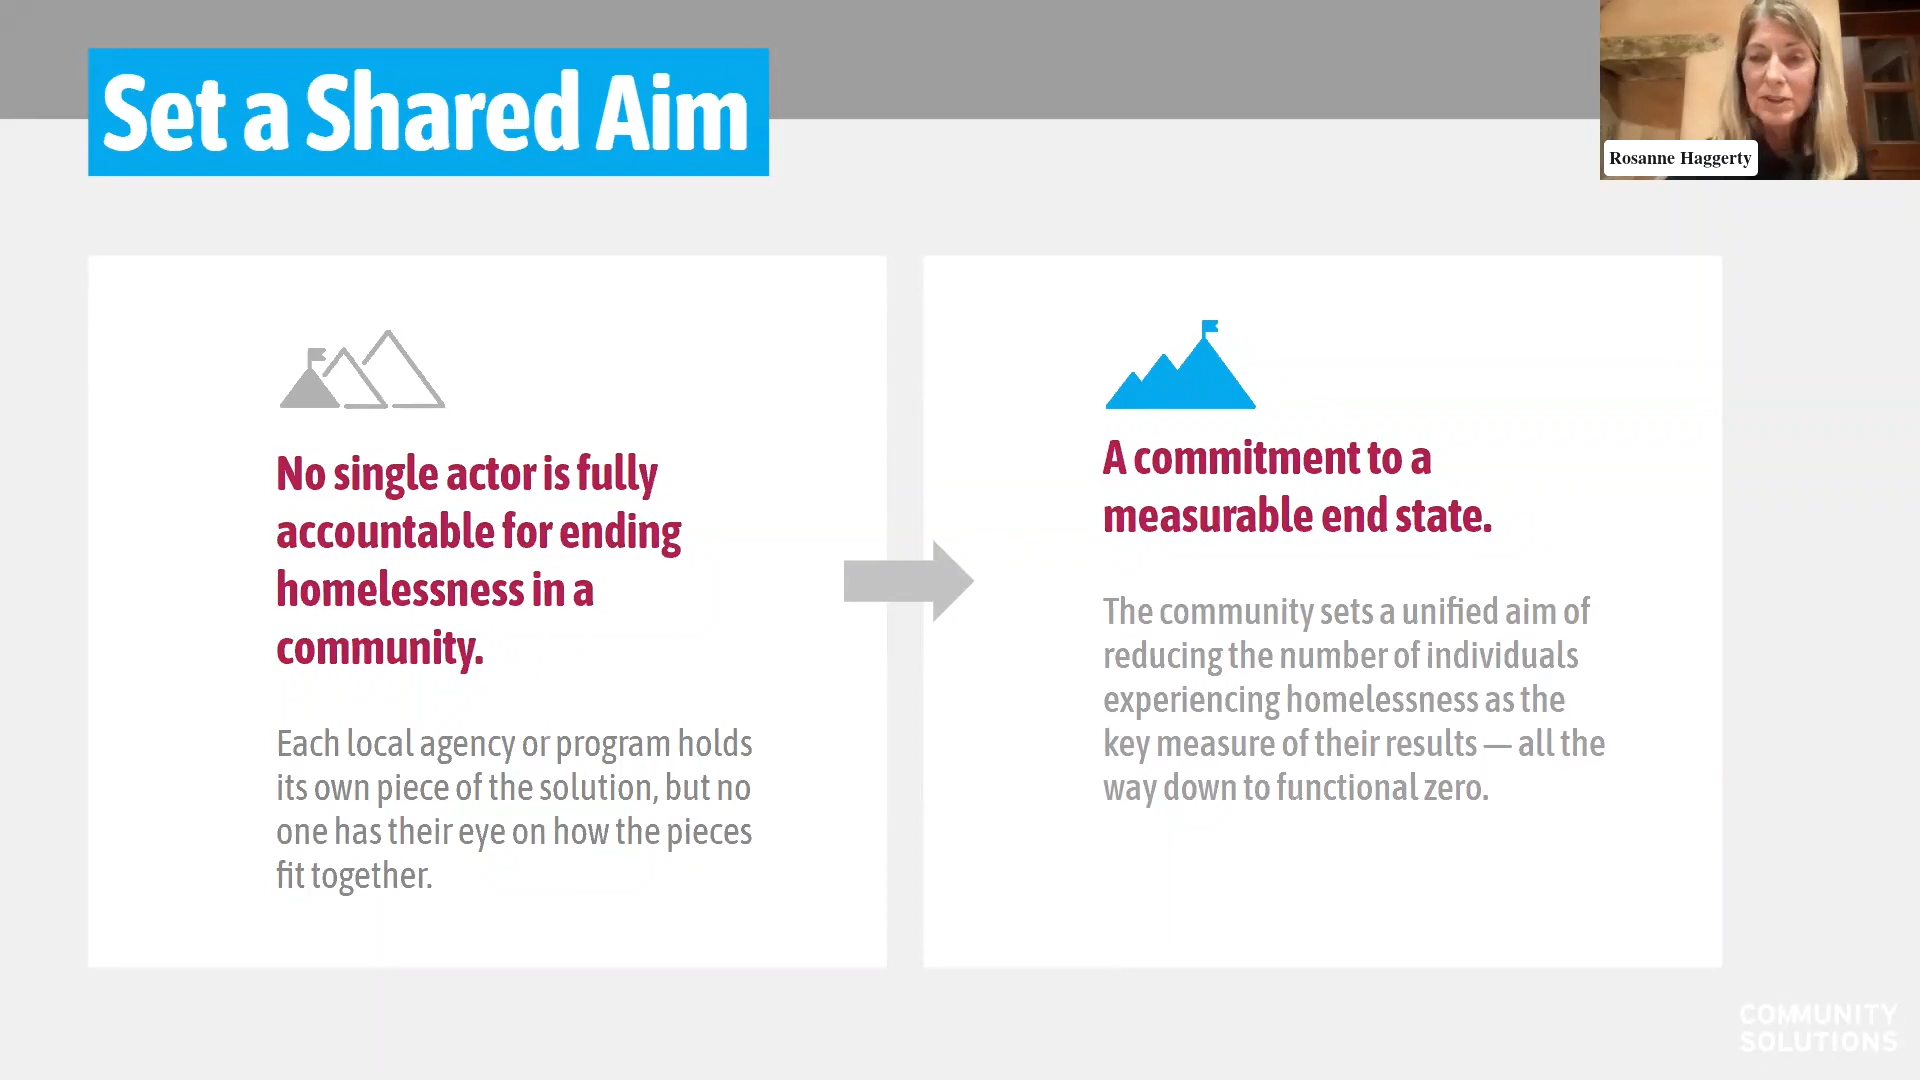 Set a Shared Aim
Rosanne Haggerty
No single actor is fully
accountable for ending
homelessness in a
community.
Each local agency or program holds
its own piece of the solution, but no
one has their eye on how the pieces
fit together.
A commitment to a
measurable end state.
The community sets a unified aim of
reducing the number of individuals
experiencing homelessness as the
key measure of their results — all the
way down to functional zero.
COMMUNITY
SOLUTIONS